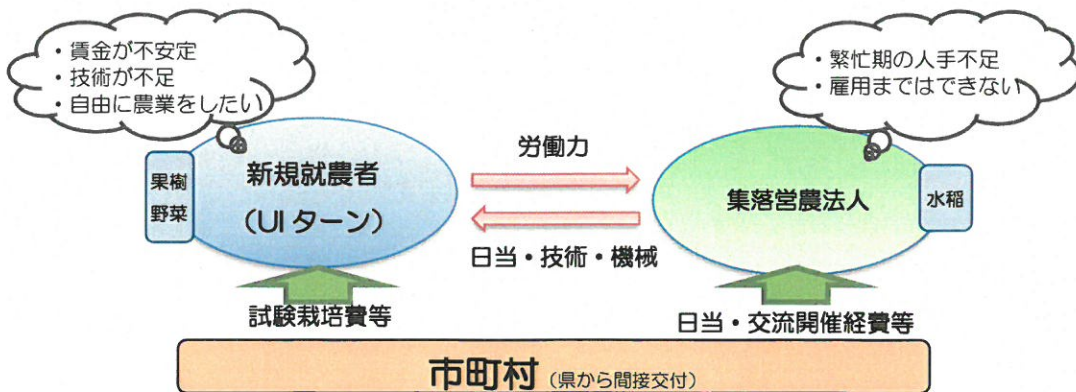 ・賃金が不安定
・技術が不足
・自由に農業をしたい
・繁忙期の人手不足
・雇用まではできない
果樹
野菜
新規就農者
（UIターン）
労働力
日当・技術・機械
集落営農法人
水稲
試験栽培費等
日当・交流開催経費等
市町村（県から間接交付）